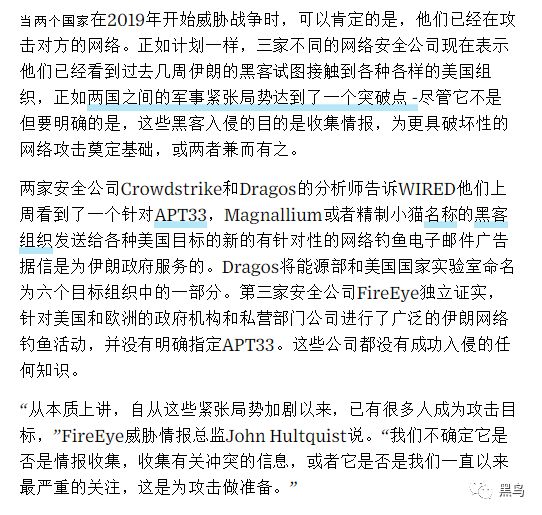 当两个国家在2019年开始威胁战争时，可以肯定的是，他们已经在攻
击对方的网络。正如计划一样，三家不同的网络安全公司现在表示
他们已经看到过去几周伊朗的黑客试图接触到各种各样的美国组
织，正如两国之间的军事紧张局势达到了一个突破点 -尽管它不是
但要明确的是，这些黑客入侵的目的是收集情报，为更具破坏性的
网络攻击奠定基础，或两者兼而有之。
两家安全公司Crowdstrike和Dragos的分析师告诉WIRED他们上
周看到了一个针对APT33，Magnallium或者精制小猫名称的黑客
组织发送给各种美国目标的新的有针对性的网络钓鱼电子邮件广告
据信是为伊朗政府服务的。Dragos将能源部和美国国家实验室命名
为六个目标组织中的一部分。第三家安全公司FireEye独立证实，
针对美国和欧洲的政府机构和私营部门公司进行了广泛的伊朗网络
钓鱼活动，并没有明确指定APT33。这些公司都没有成功入侵的任
何知识。
“从本质上讲，自从这些紧张局势加剧以来，已有很多人成为攻击目
标，”FireEye威胁情报总监John Hultquist说。“我们不确定它是
否是情报收集，收集有关冲突的信息，或者它是否是我们一直以来
最严重的关注，这是为攻击做准备。”
黑鸟